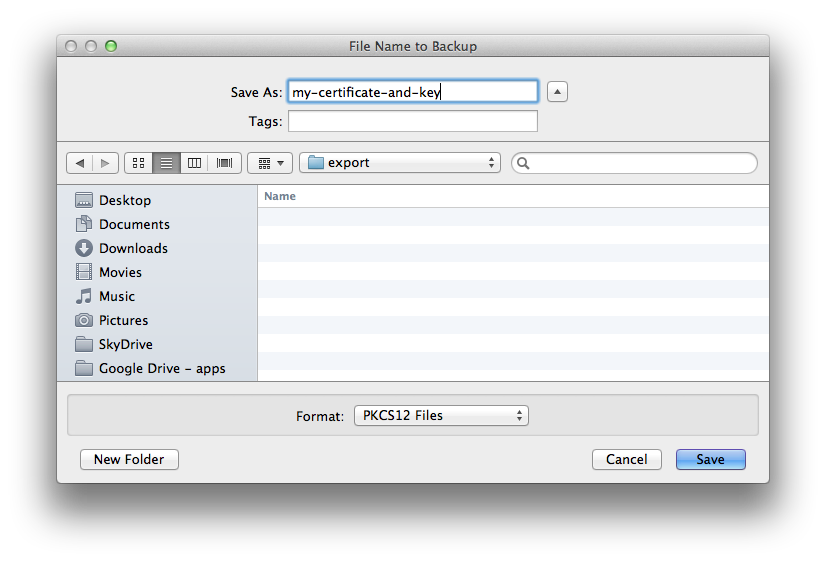 File Name to Backup
Save As: my-certificate-and-key
Tags:
export
Name
Desktop
Documents
Downloads
Movies
Music
Pictures
SkyDrive
Google Drive - apps
Format: PKCS12 Files
New Folder Cancel Save